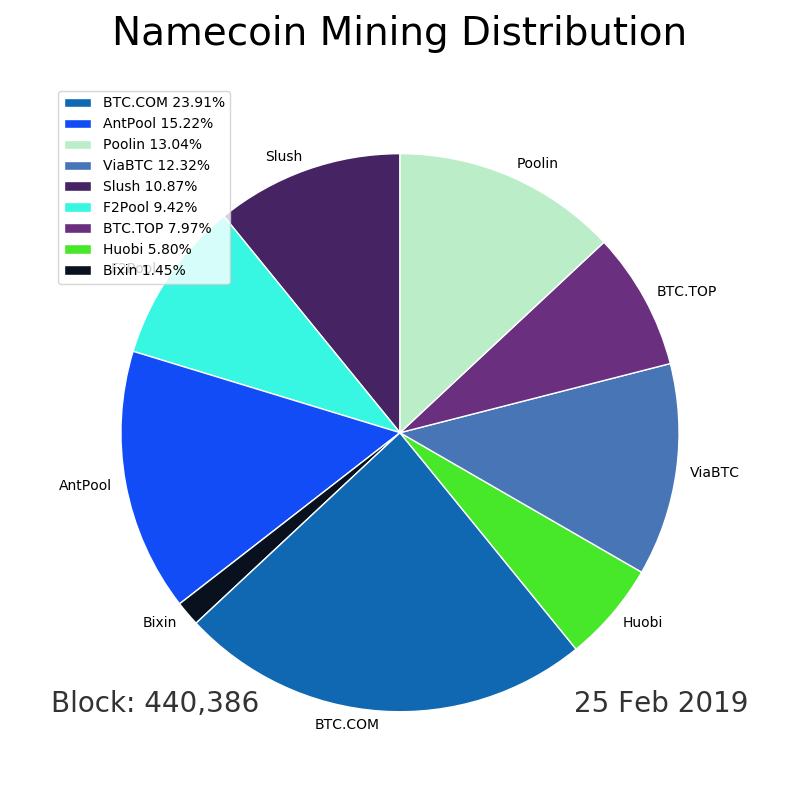 Namecoin Mining Distribution
BTC.COM 23.91%
AntPool 15.22%
Poolin 13.04%
ViaBTC 12.32%
Slush 10.87%
F2Pool 9.42%
BTC.TOP 7.97%
Huobi 5.80%
Bixin 1.45%
Slush
Poolin
BTC.TOP
F2Pool
ViaBTC
AntPool
Bixin
Huobi
BTC.COM
Block: 440,386
25 Feb 2019